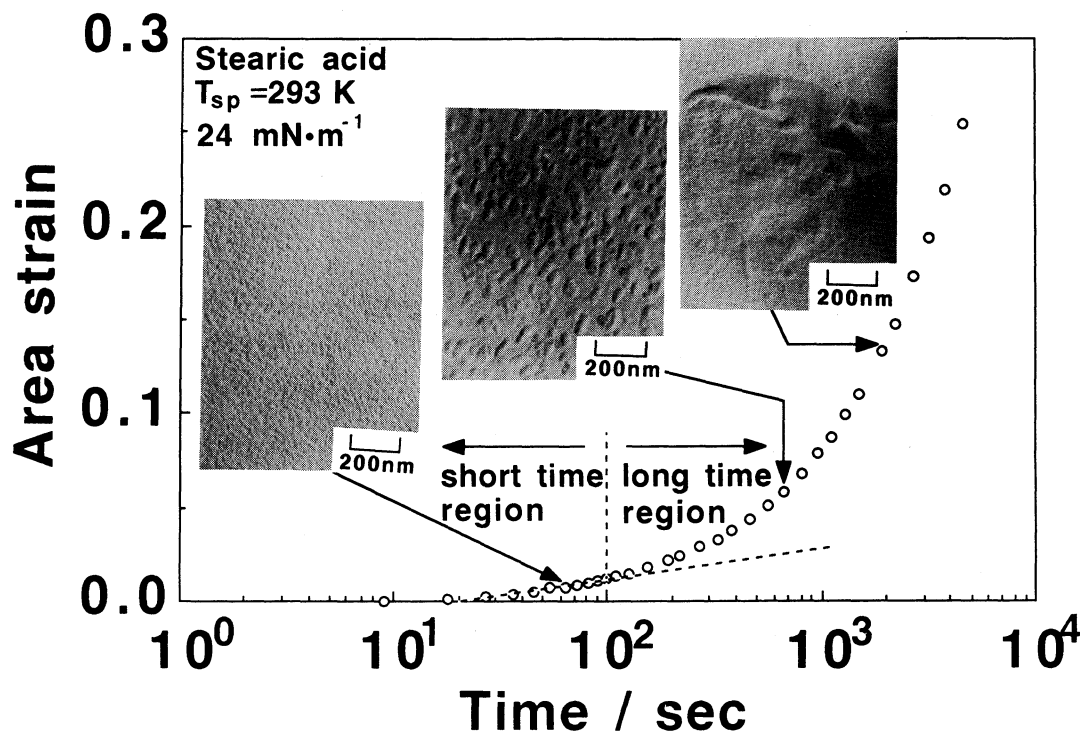 0.3
0.2
0.1
0.0
Area strain
Stearic acid
Tsp =293 K
24 mN•m-1
200nm
200nm
200nm
short time
region
long time
region
10^0
10^1
10^2
10^3
10^4
Time / sec